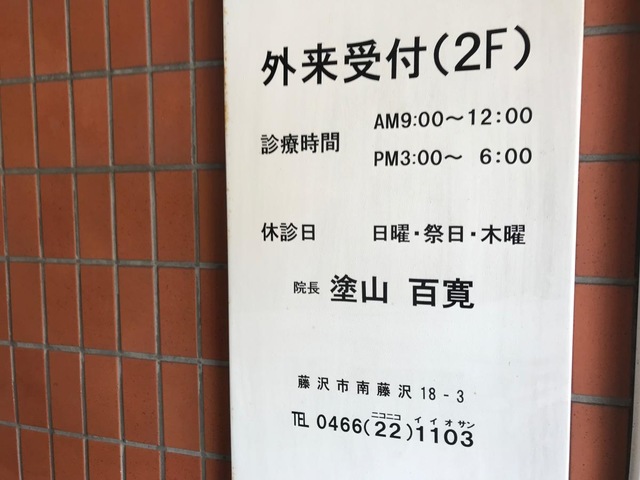 外来受付(2F)
診療時間 AM9:00〜12:00
PM3:00〜 6:00
休診日 日曜・祭日・木曜
院長 塗山 百寛
藤沢市南藤沢 18-3
ニコニコ イイオサン
TEL 0466(22)1103